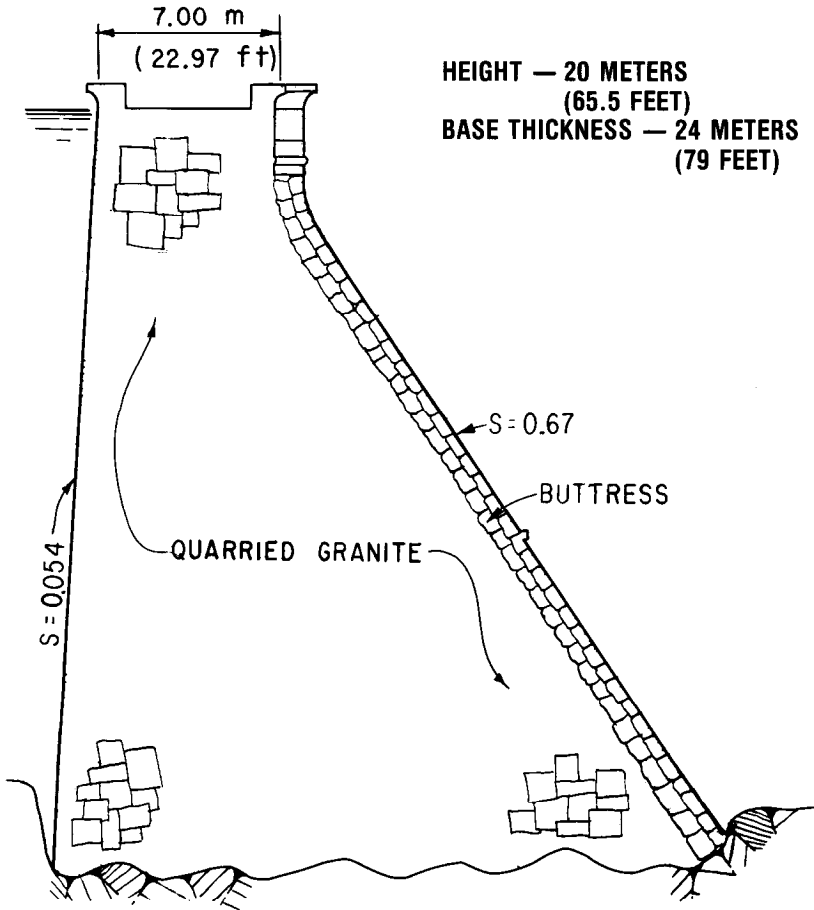 7.00 m
(22.97 ft)
HEIGHT — 20 METERS
(65.5 FEET)
BASE THICKNESS — 24 METERS
(79 FEET)
S = 0.67
BUTTRESS
QUARRIED GRANITE
S = 0.054